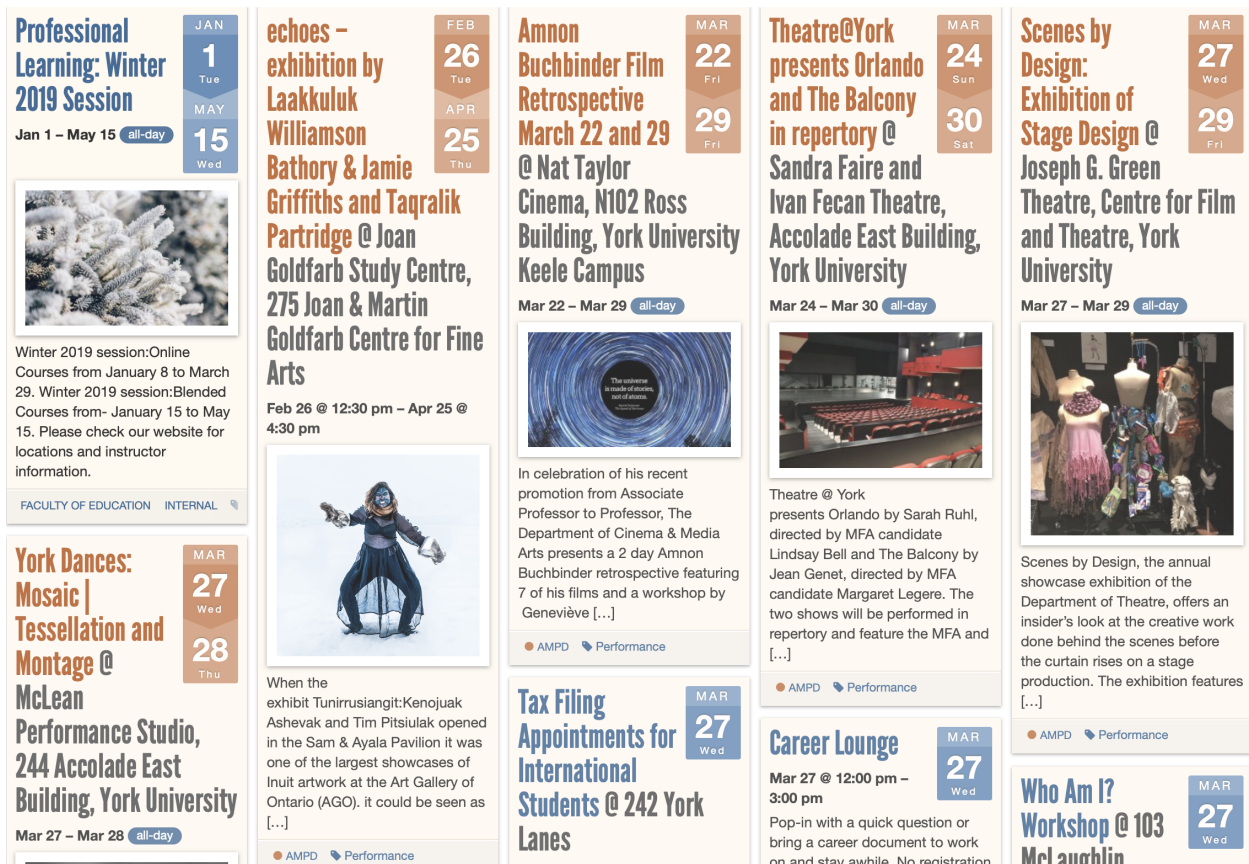 Professional
Learning: Winter
2019 Session
JAN
1
Tue
MAY
15
Wed
Jan 1 – May 15 all-day
Winter 2019 session:Online
Courses from January 8 to March
29. Winter 2019 session:Blended
Courses from- January 15 to May
15. Please check our website for
locations and instructor
information.
FACULTY OF EDUCATION INTERNAL
York Dances:
Mosaic |
Tessellation and
Montage @
McLean
Performance Studio,
244 Accolade East
Building, York University
MAR
27
Wed
28
Thu
Mar 27 – Mar 28 all-day
echoes –
exhibition by
Laakkuluk
Williamson
Bathory & Jamie
Griffiths and Taqralik
Partridge @ Joan
Goldfarb Study Centre,
275 Joan & Martin
Goldfarb Centre for Fine
Arts
FEB
26
Tue
APR
25
Thu
Feb 26 @ 12:30 pm – Apr 25 @
4:30 pm
When the
exhibit Tunirrusiangit:Kenojuak
Ashevak and Tim Pitsiulak opened
in the Sam & Ayala Pavilion it was
one of the largest showcases of
Inuit artwork at the Art Gallery of
Ontario (AGO). it could be seen as
[…]
AMPD Performance
Amnon
Buchbinder Film
Retrospective
March 22 and 29
@ Nat Taylor
Cinema, N102 Ross
Building, York University
Keele Campus
MAR
22
Fri
29
Fri
Mar 22 – Mar 29 all-day
The universe
is made of stories,
not of atoms.
In celebration of his recent
promotion from Associate
Professor to Professor, The
Department of Cinema & Media
Arts presents a 2 day Amnon
Buchbinder retrospective featuring
7 of his films and a workshop by
Geneviève […]
AMPD Performance
Tax Filing
Appointments for
International
Students @ 242 York
Lanes
MAR
27
Wed
Theatre@York
presents Orlando
and The Balcony
in repertory @
Sandra Faire and
Ivan Fecan Theatre,
Accolade East Building,
York University
MAR
24
Sun
30
Sat
Mar 24 – Mar 30 all-day
Theatre @ York
presents Orlando by Sarah Ruhl,
directed by MFA candidate
Lindsay Bell and The Balcony by
Jean Genet, directed by MFA
candidate Margaret Legere. The
two shows will be performed in
repertory and feature the MFA and
[…]
AMPD Performance
Career Lounge
MAR
27
Wed
Mar 27 @ 12:00 pm –
3:00 pm
Pop-in with a quick question or
bring a career document to work
on and stay awhile. No registration
Scenes by
Design:
Exhibition of
Stage Design @
Joseph G. Green
Theatre, Centre for Film
and Theatre, York
University
MAR
27
Wed
29
Fri
Mar 27 – Mar 29 all-day
Scenes by Design, the annual
showcase exhibition of the
Department of Theatre, offers an
insider’s look at the creative work
done behind the scenes before
the curtain rises on a stage
production. The exhibition features
[…]
AMPD Performance
Who Am I?
Workshop @ 103
McLaughlin
MAR
27
Wed